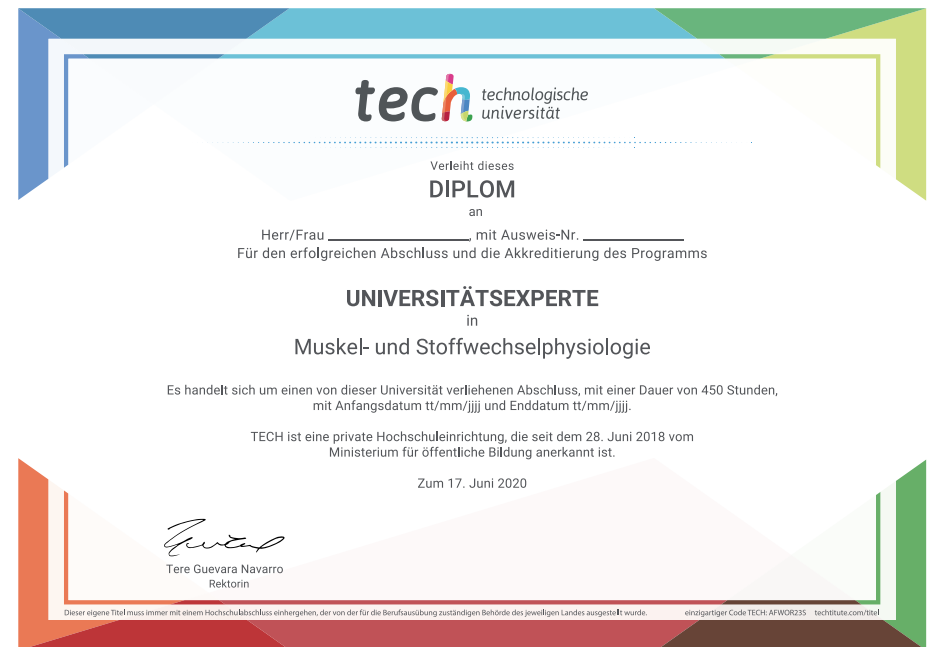 tech technologische
universität
Verleiht dieses
DIPLOM
an
Herr/Frau ____________________, mit Ausweis-Nr. ______________
Für den erfolgreichen Abschluss und die Akkreditierung des Programms
UNIVERSITÄTSEXPERTE
in
Muskel- und Stoffwechselphysiologie
Es handelt sich um einen von dieser Universität verliehenen Abschluss, mit einer Dauer von 450 Stunden,
mit Anfangsdatum tt/mm/jjjj und Enddatum tt/mm/jjjj.
TECH ist eine private Hochschuleinrichtung, die seit dem 28. Juni 2018 vom
Ministerium für öffentliche Bildung anerkannt ist.
Zum 17. Juni 2020
Tere Guevara Navarro
Rektorin
Dieser eigene Titel muss immer mit einem Hochschulabschluss einhergehen, der von der für die Berufsausübung zuständigen Behörde des jeweiligen Landes ausgestellt wurde. einzigartiger Code TECH: AFWOR23S techtitute.com/titel